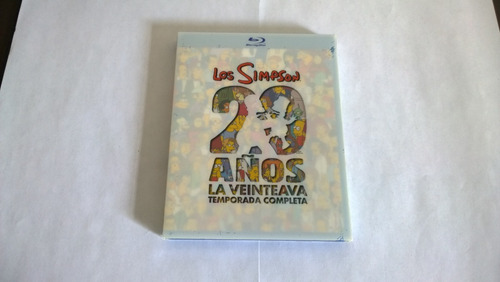 Los Simpson
20
AÑOS
LA VEINTEAVA
TEMPORADA COMPLETA